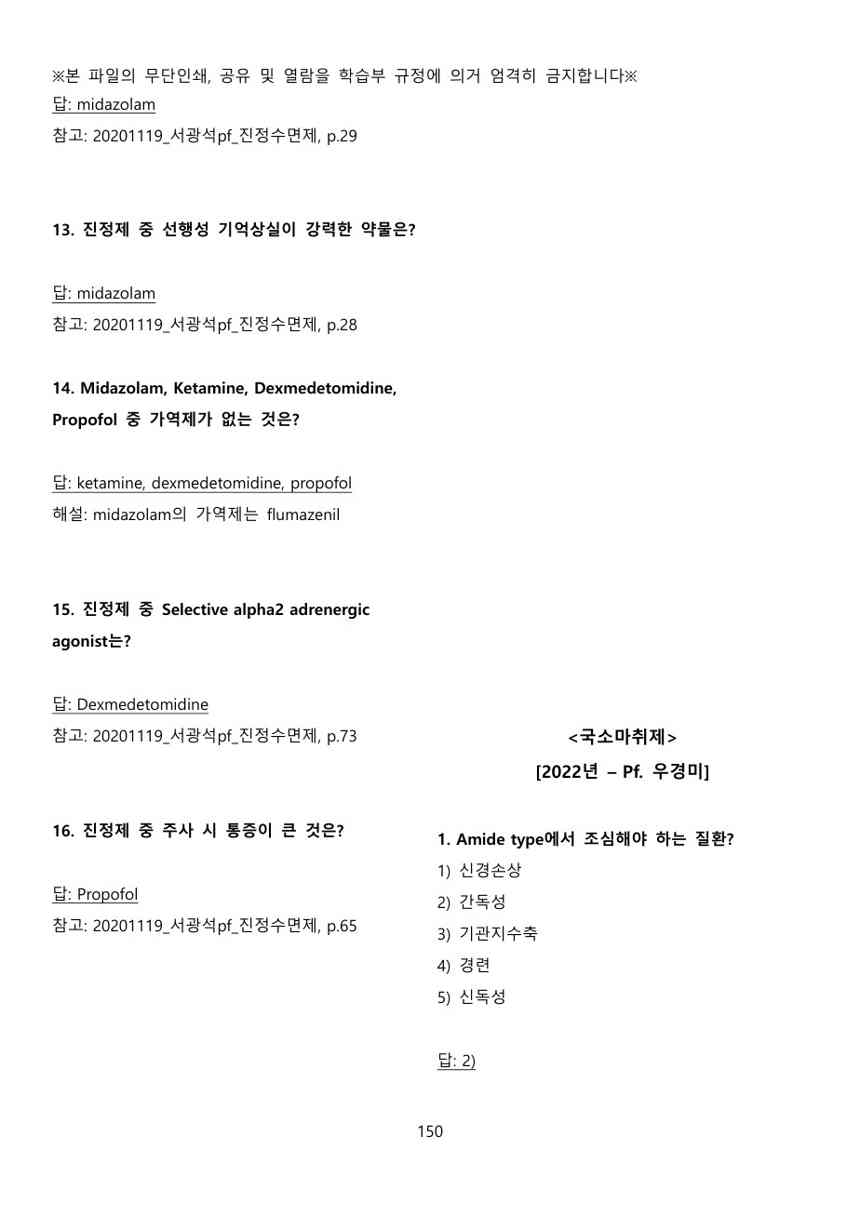 ※본 파일의 무단인쇄, 공유 및 열람을 학습부 규정에 의거 엄격히 금지합니다※
답: midazolam
참고: 20201119_서광석pf_진정수면제, p.29
13. 진정제 중 선행성 기억상실이 강력한 약물은?
답: midazolam
참고: 20201119_서광석pf_진정수면제, p.28
14. Midazolam, Ketamine, Dexmedetomidine,
Propofol 중 가역제가 없는 것은?
답: ketamine, dexmedetomidine, propofol
해설: midazolam의 가역제는 flumazenil
15. 진정제 중 Selective alpha2 adrenergic
agonist는?
답: Dexmedetomidine
참고: 20201119_서광석pf_진정수면제, p.73
16. 진정제 중 주사 시 통증이 큰 것은?
답: Propofol
참고: 20201119_서광석pf_진정수면제, p.65
<국소마취제>
[2022년 – Pf. 우경미]
1. Amide type에서 조심해야 하는 질환?
1) 신경손상
2) 간독성
3) 기관지수축
4) 경련
5) 신독성
답: 2)
150